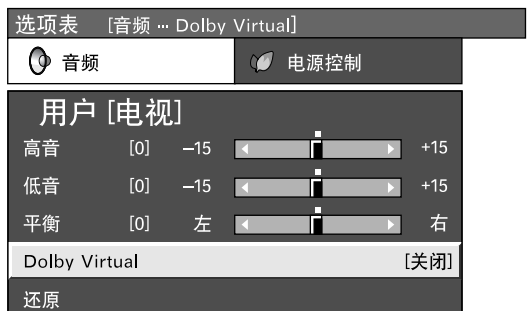 选项表 [音频 ··· Dolby Virtual]
音频 电源控制
用户 [电视]
高音 [0] –15 +15
低音 [0] –15 +15
平衡 [0] 左 右
Dolby Virtual [关闭]
还原